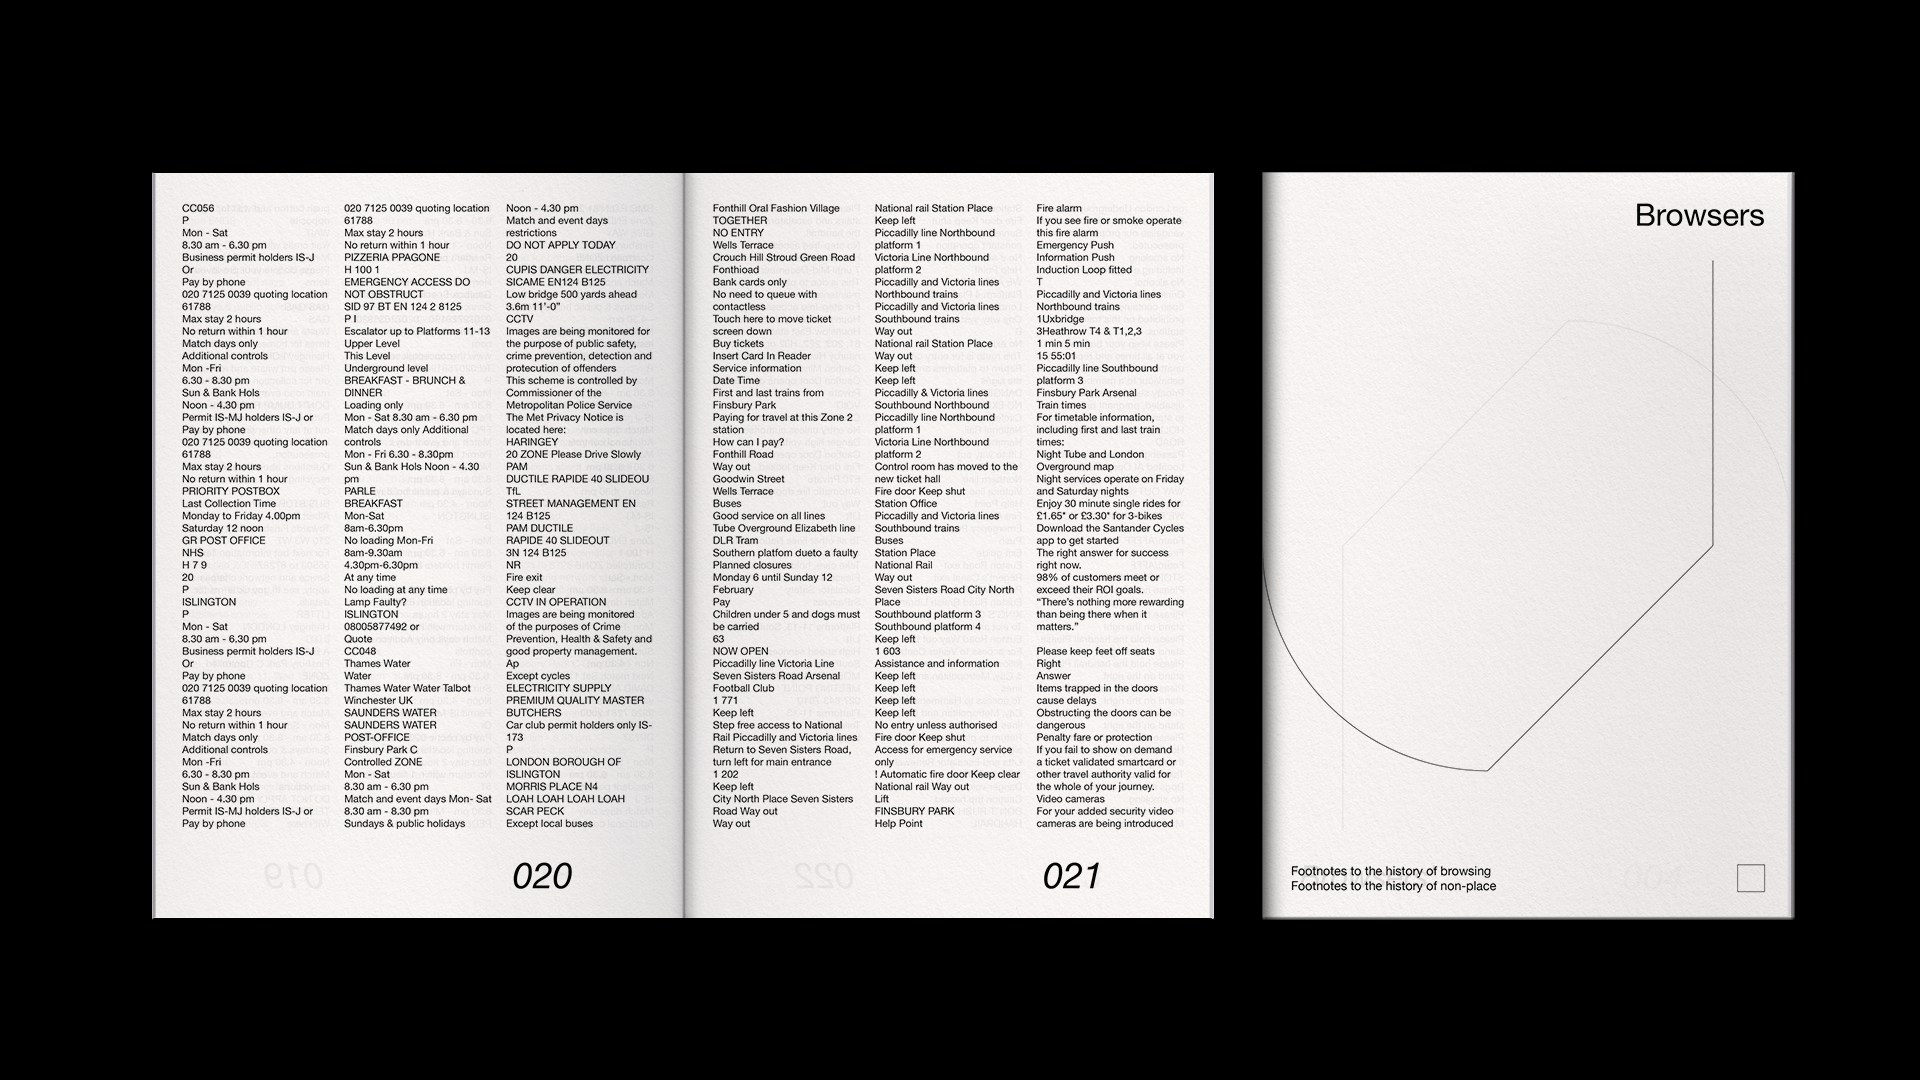 CC056
P
Mon - Sat
8.30 am - 6.30 pm
Business permit holders IS-J
Or
Pay by phone
020 7125 0039 quoting location
61788
Max stay 2 hours
No return within 1 hour
Match days only
Additional controls
Mon -Fri
6.30 - 8.30 pm
Sun & Bank Hols
Noon - 4.30 pm
Permit IS-MJ holders IS-J or
Pay by phone
020 7125 0039 quoting location
61788
Max stay 2 hours
No return within 1 hour
PRIORITY POSTBOX
Last Collection Time
Monday to Friday 4.00pm
Saturday 12 noon
GR POST OFFICE
NHS
H 7 9
20
P
ISLINGTON
P
Mon - Sat
8.30 am - 6.30 pm
Business permit holders IS-J
Or
Pay by phone
020 7125 0039 quoting location
61788
Max stay 2 hours
No return within 1 hour
Match days only
Additional controls
Mon -Fri
6.30 - 8.30 pm
Sun & Bank Hols
Noon - 4.30 pm
Permit IS-MJ holders IS-J or
Pay by phone
020 7125 0039 quoting location
61788
Max stay 2 hours
No return within 1 hour
PIZZERIA PPAGONE
H 100 1
EMERGENCY ACCESS DO
NOT OBSTRUCT
SID 97 BT EN 124 2 8125
P I
Escalator up to Platforms 11-13
Upper Level
This Level
Underground level
BREAKFAST - BRUNCH &
DINNER
Loading only
Mon - Sat 8.30 am - 6.30 pm
Match days only Additional
controls
Mon - Fri 6.30 - 8.30pm
Sun & Bank Hols Noon - 4.30
pm
PARLE
BREAKFAST
Mon-Sat
8am-6.30pm
No loading Mon-Fri
8am-9.30am
4.30pm-6.30pm
At any time
No loading at any time
Lamp Faulty?
ISLINGTON
08005877492 or
Quote
CC048
Thames Water
Water
Thames Water Water Talbot
Winchester UK
SAUNDERS WATER
SAUNDERS WATER
POST-OFFICE
Finsbury Park C
Controlled ZONE
Mon - Sat
8.30 am - 6.30 pm
Match and event days Mon- Sat
8.30 am - 8.30 pm
Sundays & public holidays
Noon - 4.30 pm
Match and event days
restrictions
DO NOT APPLY TODAY
20
CUPIS DANGER ELECTRICITY
SICAME EN124 B125
Low bridge 500 yards ahead
3.6m 11'-0"
CCTV
Images are being monitored for
the purpose of public safety,
crime prevention, detection and
protecution of offenders
This scheme is controlled by
Commissioner of the
Metropolitan Police Service
The Met Privacy Notice is
located here:
HARINGEY
20 ZONE Please Drive Slowly
PAM
DUCTILE RAPIDE 40 SLIDEOU
TfL
STREET MANAGEMENT EN
124 B125
PAM DUCTILE
RAPIDE 40 SLIDEOUT
3N 124 B125
NR
Fire exit
Keep clear
CCTV IN OPERATION
Images are being monitored
of the purposes of Crime
Prevention, Health & Safety and
good property management.
Ap
Except cycles
ELECTRICITY SUPPLY
PREMIUM QUALITY MASTER
BUTCHERS
Car club permit holders only IS-
173
P
LONDON BOROUGH OF
ISLINGTON
MORRIS PLACE N4
LOAH LOAH LOAH LOAH
SCAR PECK
Except local buses
020
Fonthill Oral Fashion Village
TOGETHER
NO ENTRY
Wells Terrace
Crouch Hill Stroud Green Road
Fonthioad
Bank cards only
No need to queue with
contactless
Touch here to move ticket
screen down
Buy tickets
Insert Card In Reader
Service information
Date Time
First and last trains from
Finsbury Park
Paying for travel at this Zone 2
station
How can I pay?
Fonthill Road
Way out
Goodwin Street
Wells Terrace
Buses
Good service on all lines
Tube Overground Elizabeth line
DLR Tram
Southern platfom dueto a faulty
Planned closures
Monday 6 until Sunday 12
February
Pay
Children under 5 and dogs must
be carried
63
NOW OPEN
Piccadilly line Victoria Line
Seven Sisters Road Arsenal
Football Club
1 771
Keep left
Step free access to National
Rail Piccadilly and Victoria lines
Return to Seven Sisters Road,
turn left for main entrance
1 202
Keep left
City North Place Seven Sisters
Road Way out
Way out
National rail Station Place
Keep left
Piccadilly line Northbound
platform 1
Victoria Line Northbound
platform 2
Piccadilly and Victoria lines
Northbound trains
Piccadilly and Victoria lines
Southbound trains
Way out
National rail Station Place
Way out
Keep left
Keep left
Piccadilly & Victoria lines
Southbound Northbound
Piccadilly line Northbound
platform 1
Victoria Line Northbound
platform 2
Control room has moved to the
new ticket hall
Fire door Keep shut
Station Office
Piccadilly and Victoria lines
Southbound trains
Buses
Station Place
National Rail
Way out
Seven Sisters Road City North
Place
Southbound platform 3
Southbound platform 4
Keep left
1 603
Assistance and information
Keep left
Keep left
Keep left
Keep left
No entry unless authorised
Fire door Keep shut
Access for emergency service
only
! Automatic fire door Keep clear
National rail Way out
Lift
FINSBURY PARK
Help Point
Fire alarm
If you see fire or smoke operate
this fire alarm
Emergency Push
Information Push
Induction Loop fitted
T
Piccadilly and Victoria lines
Northbound trains
1Uxbridge
3Heathrow T4 & T1,2,3
1 min 5 min
15 55:01
Piccadilly line Southbound
platform 3
Finsbury Park Arsenal
Train times
For timetable information,
including first and last train
times:
Night Tube and London
Overground map
Night services operate on Friday
and Saturday nights
Enjoy 30 minute single rides for
£1.65* or £3.30* for 3-bikes
Download the Santander Cycles
app to get started
The right answer for success
right now.
98% of customers meet or
exceed their ROI goals.
“There’s nothing more rewarding
than being there when it
matters.”
Please keep feet off seats
Right
Answer
Items trapped in the doors
cause delays
Obstructing the doors can be
dangerous
Penalty fare or protection
If you fail to show on demand
a ticket validated smartcard or
other travel authority valid for
the whole of your journey.
Video cameras
For your added security video
cameras are being introduced
021
Browsers
Footnotes to the history of browsing
Footnotes to the history of non-place